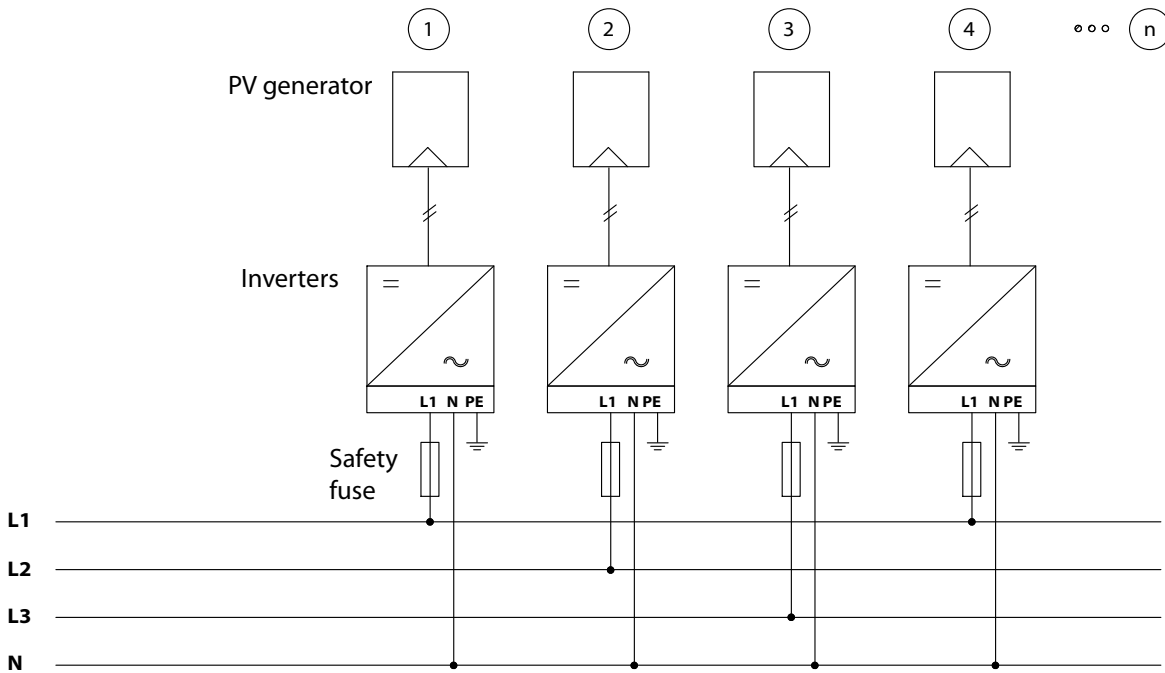 1 2 3 4 ... n
PV generator
Inverters
L1 N PE L1 N PE L1 N PE L1 N PE
Safety
fuse
L1
L2
L3
N